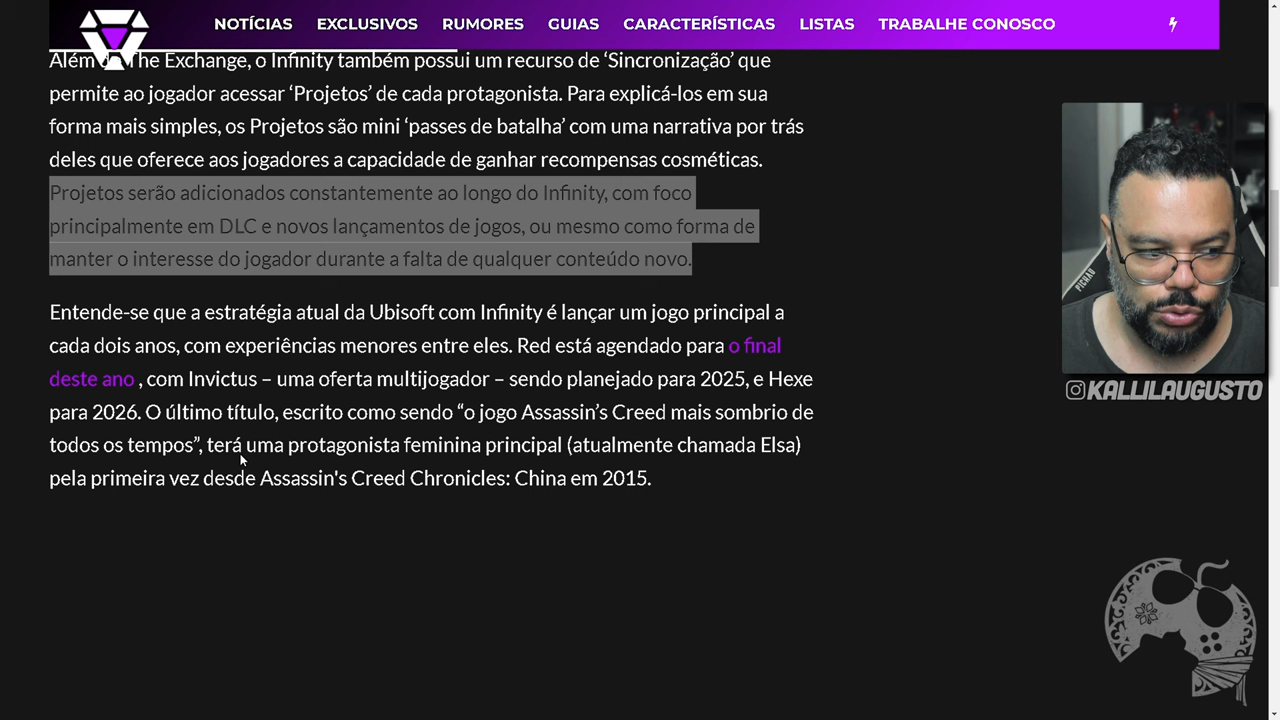 NOTÍCIAS EXCLUSIVOS RUMORES GUIAS CARACTERÍSTICAS LISTAS TRABALHE CONOSCO
Além de The Exchange, o Infinity também possui um recurso de ‘Sincronização’ que
permite ao jogador acessar ‘Projetos’ de cada protagonista. Para explicá-los em sua
forma mais simples, os Projetos são mini ‘passes de batalha’ com uma narrativa por trás
deles que oferece aos jogadores a capacidade de ganhar recompensas cosméticas.
Projetos serão adicionados constantemente ao longo do Infinity, com foco
principalmente em DLC e novos lançamentos de jogos, ou mesmo como forma de
manter o interesse do jogador durante a falta de qualquer conteúdo novo.
Entende-se que a estratégia atual da Ubisoft com Infinity é lançar um jogo principal a
cada dois anos, com experiências menores entre eles. Red está agendado para o final
deste ano , com Invictus – uma oferta multijogador – sendo planejado para 2025, e Hexe
para 2026. O último título, escrito como sendo “o jogo Assassin’s Creed mais sombrio de
todos os tempos”, terá uma protagonista feminina principal (atualmente chamada Elsa)
pela primeira vez desde Assassin's Creed Chronicles: China em 2015.
PICHAU
KALLILAUGUSTO